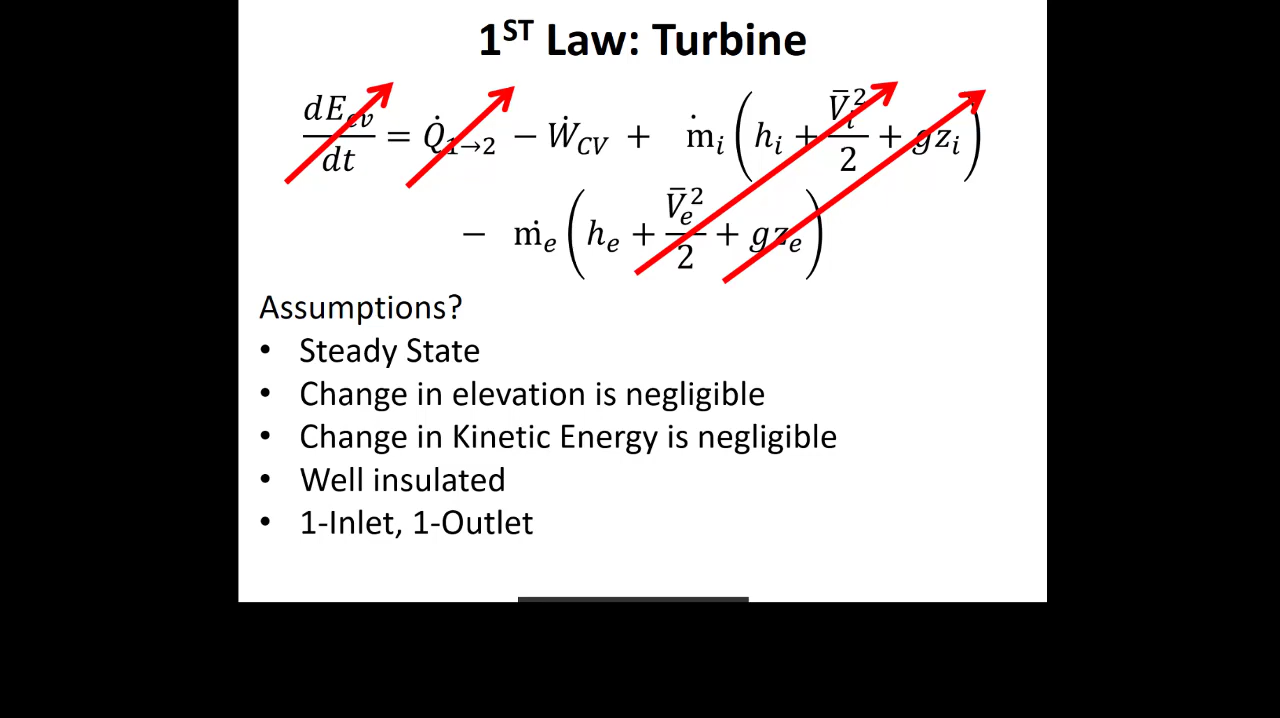 1ST Law: Turbine
dE_cv/dt = Q̇_1→2 − Ẇ_CV + ṁ_i (h_i + V̄_i²/2 + gz_i)
− ṁ_e (h_e + V̄_e²/2 + gz_e)
Assumptions?
• Steady State
• Change in elevation is negligible
• Change in Kinetic Energy is negligible
• Well insulated
• 1-Inlet, 1-Outlet